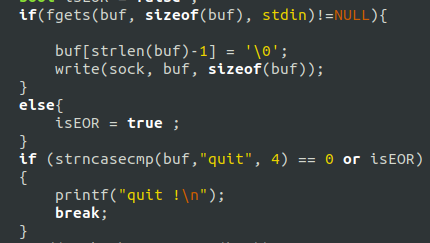 if(fgets(buf, sizeof(buf), stdin)!=NULL){
buf[strlen(buf)-1] = '\0';
write(sock, buf, sizeof(buf));
}
else{
isEOR = true ;
}
if (strncasecmp(buf,"quit", 4) == 0 or isEOR)
{
printf("quit !\n");
break;
}